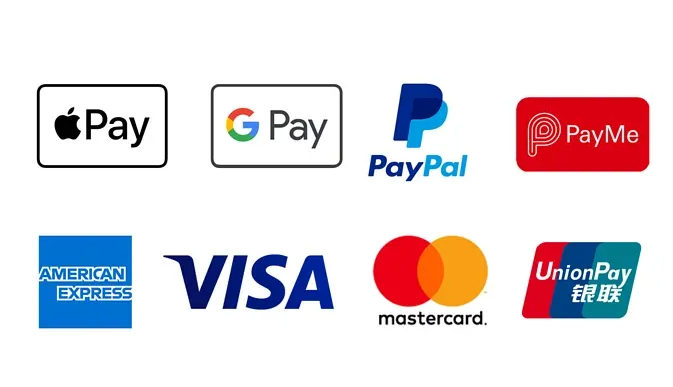 Pay
G Pay
PayPal
PayMe
AMERICAN
EXPRESS
VISA
mastercard.
UnionPay
银联